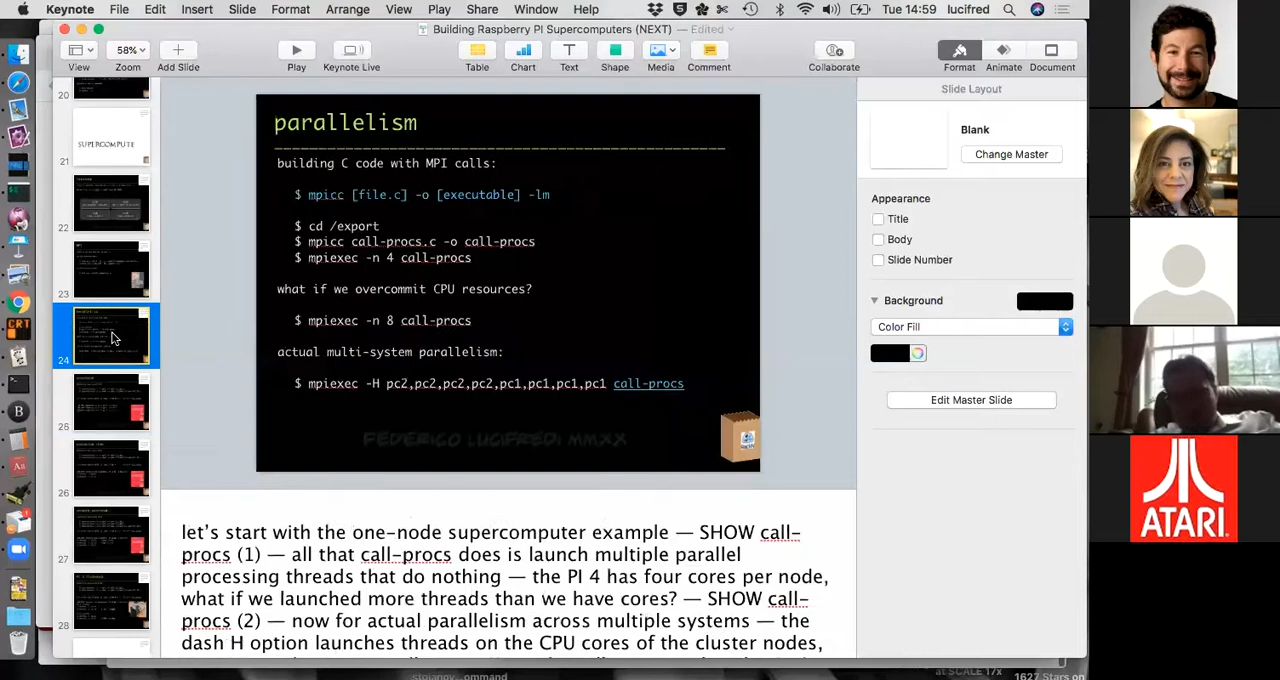 Keynote File Edit Insert Slide Format Arrange View Play Share Window Help Tue 14:59 lucifred
Building Raspberry PI Supercomputers (NEXT) — Edited
58%
View Zoom Add Slide Play Keynote Live Table Chart Text Shape Media Comment Collaborate Format Animate Document
20
21
SUPERCOMPUTE
22
23
24
25
26
27
28
parallelism
building C code with MPI calls:
$ mpicc [file.c] -o [executable] -lm
$ cd /export
$ mpicc call-procs.c -o call-procs
$ mpiexec -n 4 call-procs
what if we overcommit CPU resources?
$ mpiexec -n 8 call-procs
actual multi-system parallelism:
$ mpiexec -H pc2,pc2,pc2,pc2,pc1,pc1,pc1,pc1 call-procs
FEDERICO LUCIFREDI MMXX
let's start with the one-node supercomputer example — SHOW call-
procs (1) — all that call-procs does is launch multiple parallel
processing threads that do nothing — the PI 4 has four cores per node,
what if we launched more threads than we have cores? — SHOW call-
procs (2) — now for actual parallelism across multiple systems — the
dash H option launches threads on the CPU cores of the cluster nodes,
Slide Layout
Blank
Change Master
Appearance
Title
Body
Slide Number
Background
Color Fill
Edit Master Slide
ATARI
at SCALE 17x
stojanov
ommand
1627 Stars on